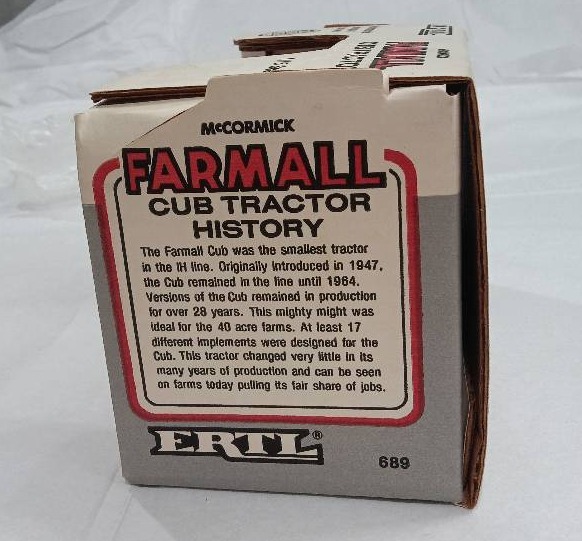 McCORMICK
FARMALL
CUB TRACTOR
HISTORY
The Farmall Cub was the smallest tractor
in the IH line. Originally introduced in 1947,
the Cub remained in the line until 1964.
Versions of the Cub remained in production
for over 28 years. This mighty might was
ideal for the 40 acre farms. At least 17
different implements were designed for the
Cub. This tractor changed very little in its
many years of production and can be seen
on farms today pulling its fair share of jobs.
ERTL®
689